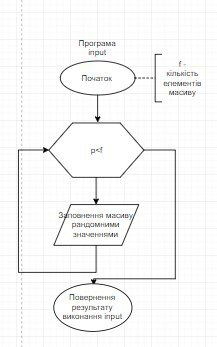 Програма
input
Початок
f -
кількість
елементів
масиву
p<f
Заповнення масиву
рандомними
значеннями
Повернення
результату
виконання input